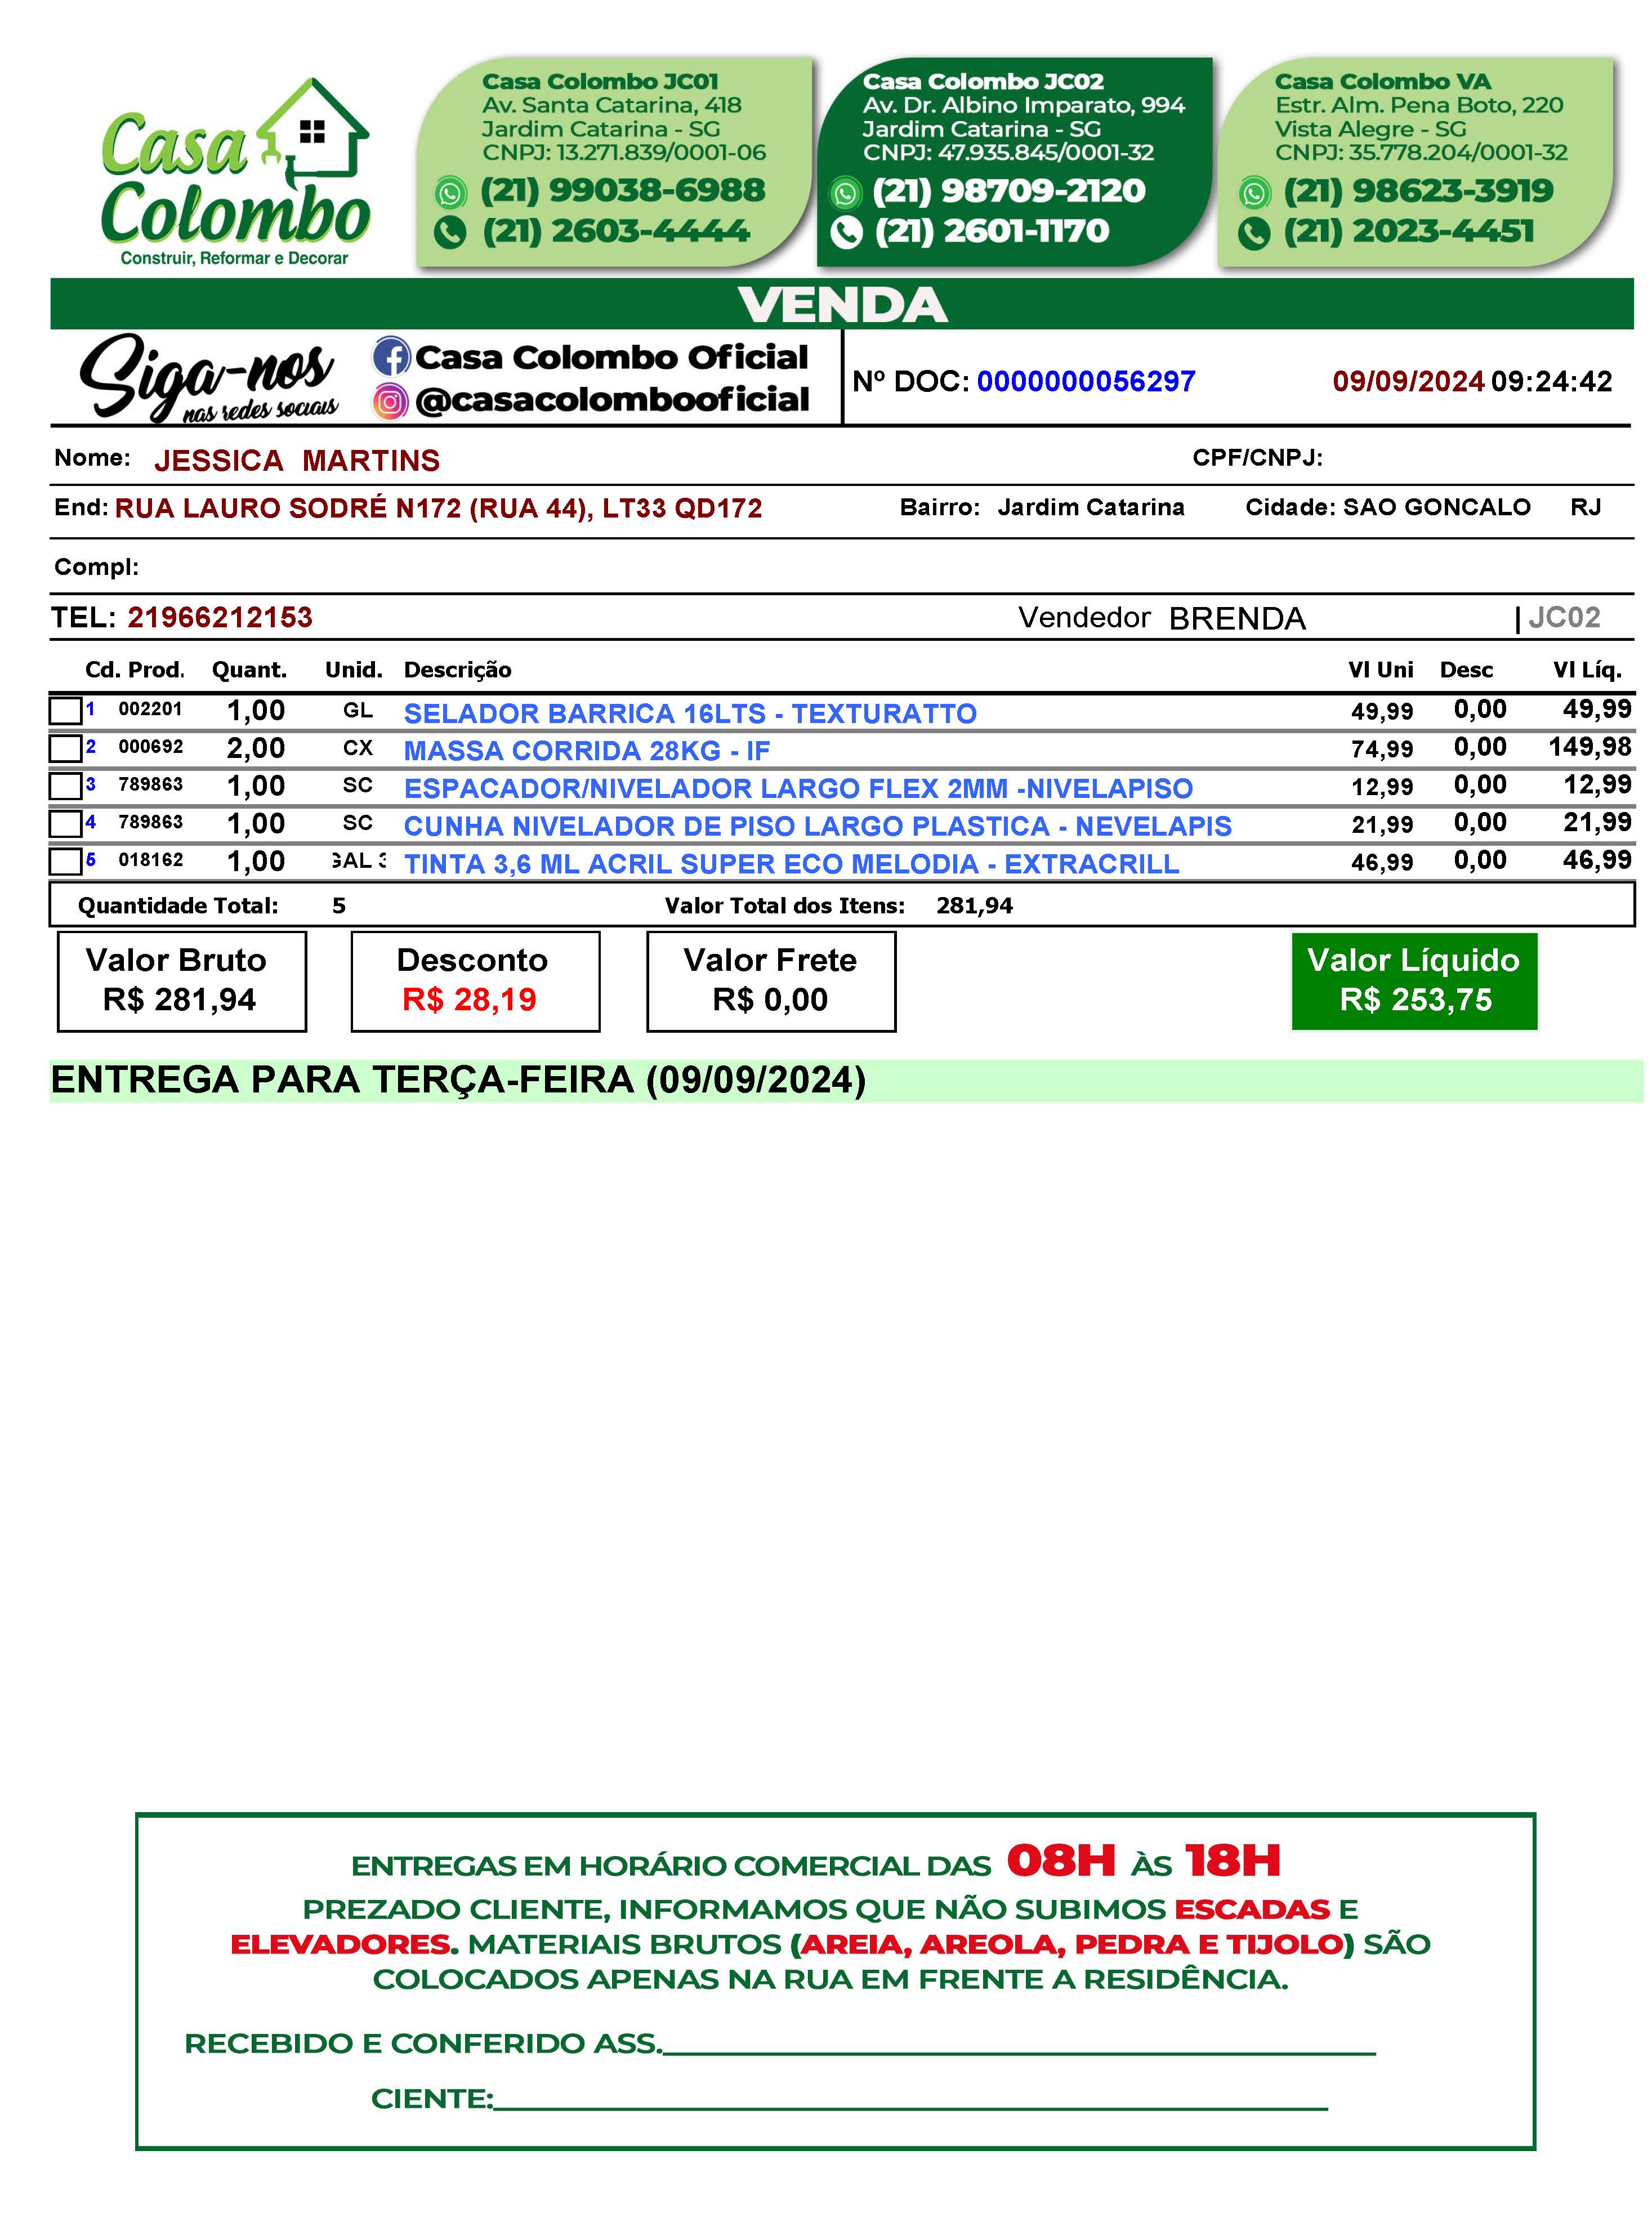 Casa Colombo
Construir, Reformar e Decorar
Casa Colombo JC01
Av. Santa Catarina, 418
Jardim Catarina - SG
CNPJ: 13.271.839/0001-06
(21) 99038-6988
(21) 2603-4444
Casa Colombo JC02
Av. Dr. Albino Imparato, 994
Jardim Catarina - SG
CNPJ: 47.935.845/0001-32
(21) 98709-2120
(21) 2601-1170
Casa Colombo VA
Estr. Alm. Pena Boto, 220
Vista Alegre - SG
CNPJ: 35.778.204/0001-32
(21) 98623-3919
(21) 2023-4451
VENDA
Siga-nos
nas redes sociais
Casa Colombo Oficial
@casacolombooficial
Nº DOC: 0000000056297 09/09/2024 09:24:42
Nome: JESSICA MARTINS CPF/CNPJ:
End: RUA LAURO SODRÉ N172 (RUA 44), LT33 QD172 Bairro: Jardim Catarina Cidade: SAO GONCALO RJ
Compl:
TEL: 21966212153 Vendedor BRENDA | JC02
Cd. Prod. Quant. Unid. Descrição Vl Uni Desc Vl Líq.
1 002201 1,00 GL SELADOR BARRICA 16LTS - TEXTURATTO 49,99 0,00 49,99
2 000692 2,00 CX MASSA CORRIDA 28KG - IF 74,99 0,00 149,98
3 789863 1,00 SC ESPACADOR/NIVELADOR LARGO FLEX 2MM -NIVELAPISO 12,99 0,00 12,99
4 789863 1,00 SC CUNHA NIVELADOR DE PISO LARGO PLASTICA - NEVELAPIS 21,99 0,00 21,99
5 018162 1,00 GAL 3 TINTA 3,6 ML ACRIL SUPER ECO MELODIA - EXTRACRILL 46,99 0,00 46,99
Quantidade Total: 5 Valor Total dos Itens: 281,94
Valor Bruto
R$ 281,94
Desconto
R$ 28,19
Valor Frete
R$ 0,00
Valor Líquido
R$ 253,75
ENTREGA PARA TERÇA-FEIRA (09/09/2024)
ENTREGAS EM HORÁRIO COMERCIAL DAS 08H ÀS 18H
PREZADO CLIENTE, INFORMAMOS QUE NÃO SUBIMOS ESCADAS E
ELEVADORES. MATERIAIS BRUTOS (AREIA, AREOLA, PEDRA E TIJOLO) SÃO
COLOCADOS APENAS NA RUA EM FRENTE A RESIDÊNCIA.
RECEBIDO E CONFERIDO ASS.
CIENTE: